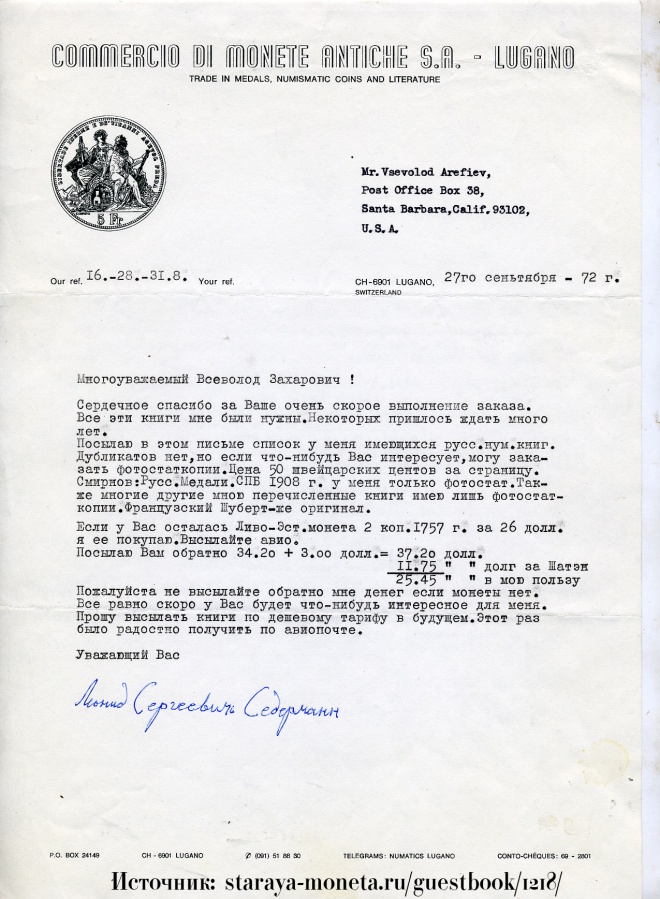 COMMERCIO DI MONETE ANTICHE S.A. - LUGANO
TRADE IN MEDALS, NUMISMATIC COINS AND LITERATURE
5 Fr.
Mr.Vsevolod Arefiev,
Post Office Box 38,
Santa Barbara,Calif.93102,
U.S.A.
Our ref. I6.-28.-3I.8. Your ref. CH-6901 LUGANO, 27го сеньтября - 72 г.
SWITZERLAND
Многоуважаемый Всеволод Захарович !
Сердечное спасибо за Ваше очень скорое выполнение заказа.
Все эти книги мне были нужны.Некоторых пришлось ждать много
лет.
Посылаю в этом письме список у меня имеющихся русс.нум.книг.
Дубликатов нет,но если что-нибудь Вас интересует,могу зака-
зать фотостаткопии.Цена 50 швейцарских центов за страницу.
Смирнов:Русс.Медали.СПБ I908 г. у меня только фотостат.Так-
же многие другие мною перечисленные книги имею лишь фотостат-
копии.Французский Шуберт-же оригинал.
Если у Вас осталась Ливо-Эст.монета 2 коп.I757 г. за 26 долл.
я ее покупаю.Высылайте авио.
Посылаю Вам обратно 34.2о + 3.оо долл.= 37.2о долл.
II.75 " " долг за Шатэн
25.45 " " в мою пользу
Пожалуйста не высылайте обратно мне денег если монеты нет.
Все равно скоро у Вас будет что-нибудь интересное для меня.
Прошу высылать книги по дешевому тарифу в будущем.Этот раз
было радостно получить по авиопочте.
Уважающий Вас
Леонид Сергеевичь Седерманн
P.O. BOX 24149 CH - 6901 LUGANO ✆ (091) 51 88 30 TELEGRAMS: NUMATICS LUGANO CONTO-CHÈQUES: 69 - 2801
Источник: staraya-moneta.ru/guestbook/1218/